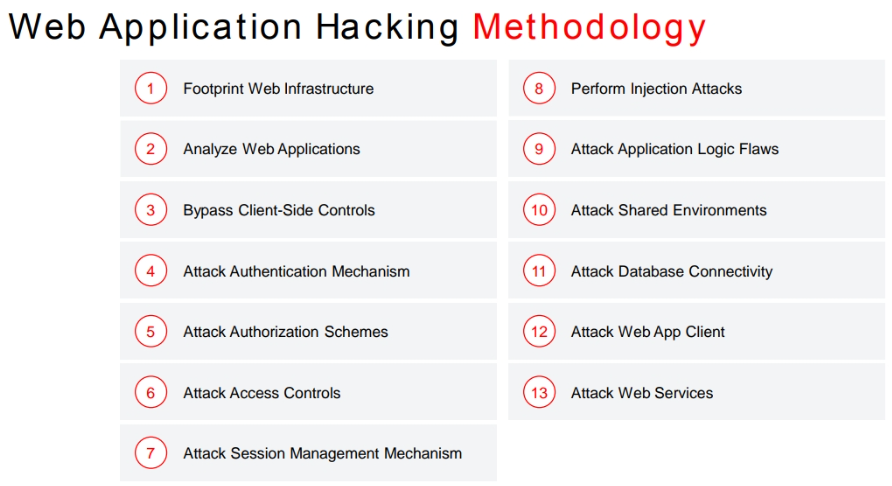 Web Application Hacking Methodology
1 Footprint Web Infrastructure
2 Analyze Web Applications
3 Bypass Client-Side Controls
4 Attack Authentication Mechanism
5 Attack Authorization Schemes
6 Attack Access Controls
7 Attack Session Management Mechanism
8 Perform Injection Attacks
9 Attack Application Logic Flaws
10 Attack Shared Environments
11 Attack Database Connectivity
12 Attack Web App Client
13 Attack Web Services